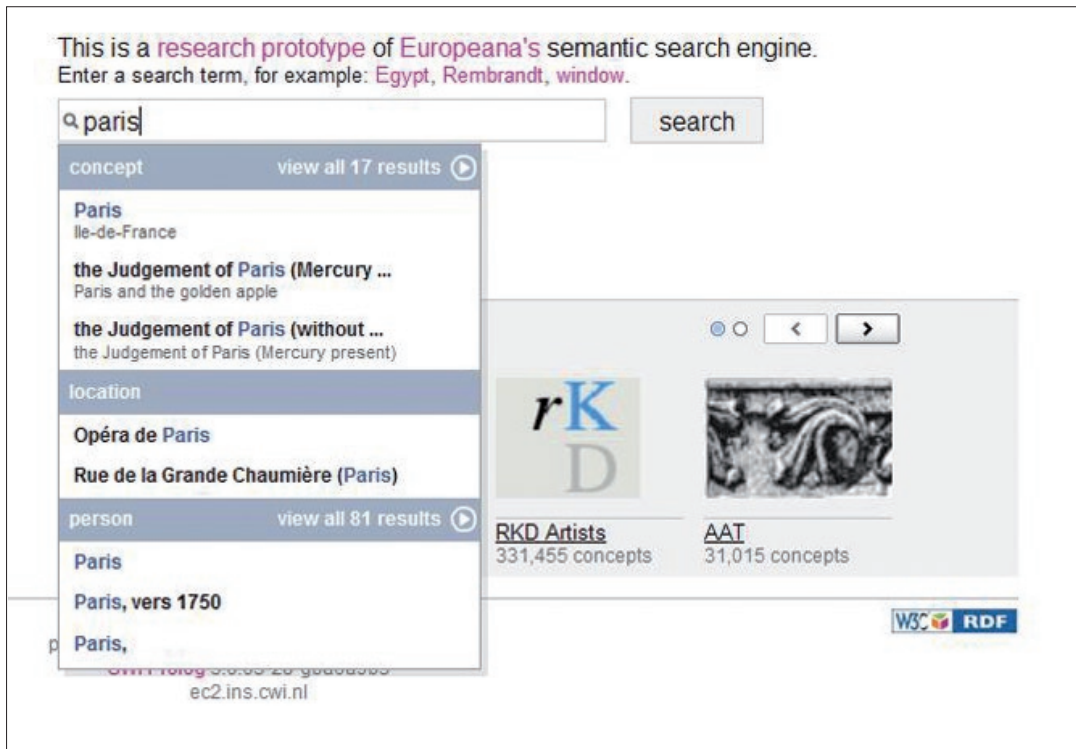 This is a research prototype of Europeana's semantic search engine.
Enter a search term, for example: Egypt, Rembrandt, window.
paris
search
concept
view all 17 results
Paris
Ile-de-France
the Judgement of Paris (Mercury ...
Paris and the golden apple
the Judgement of Paris (without ...
the Judgement of Paris (Mercury present)
location
Opéra de Paris
Rue de la Grande Chaumière (Paris)
person
view all 81 results
Paris
Paris, vers 1750
Paris,
rKD
RKD Artists
331,455 concepts
AAT
31,015 concepts
W3C RDF
ec2.ins.cwi.nl